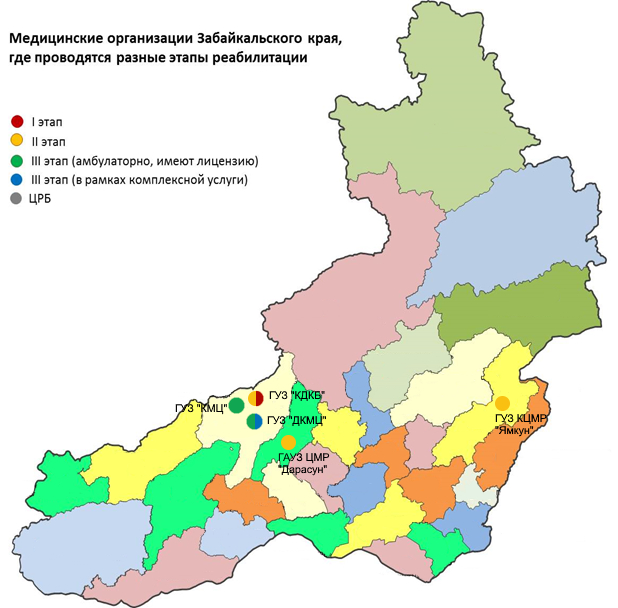 Медицинские организации Забайкальского края,
где проводятся разные этапы реабилитации
I этап
II этап
III этап (амбулаторно, имеют лицензию)
III этап (в рамках комплексной услуги)
ЦРБ
ГУЗ "КДКБ"
ГУЗ "КМЦ"
ГУЗ "ДКМЦ"
ГУЗ КЦМР
"Ямкун"
ГАУЗ ЦМР
"Дарасун"